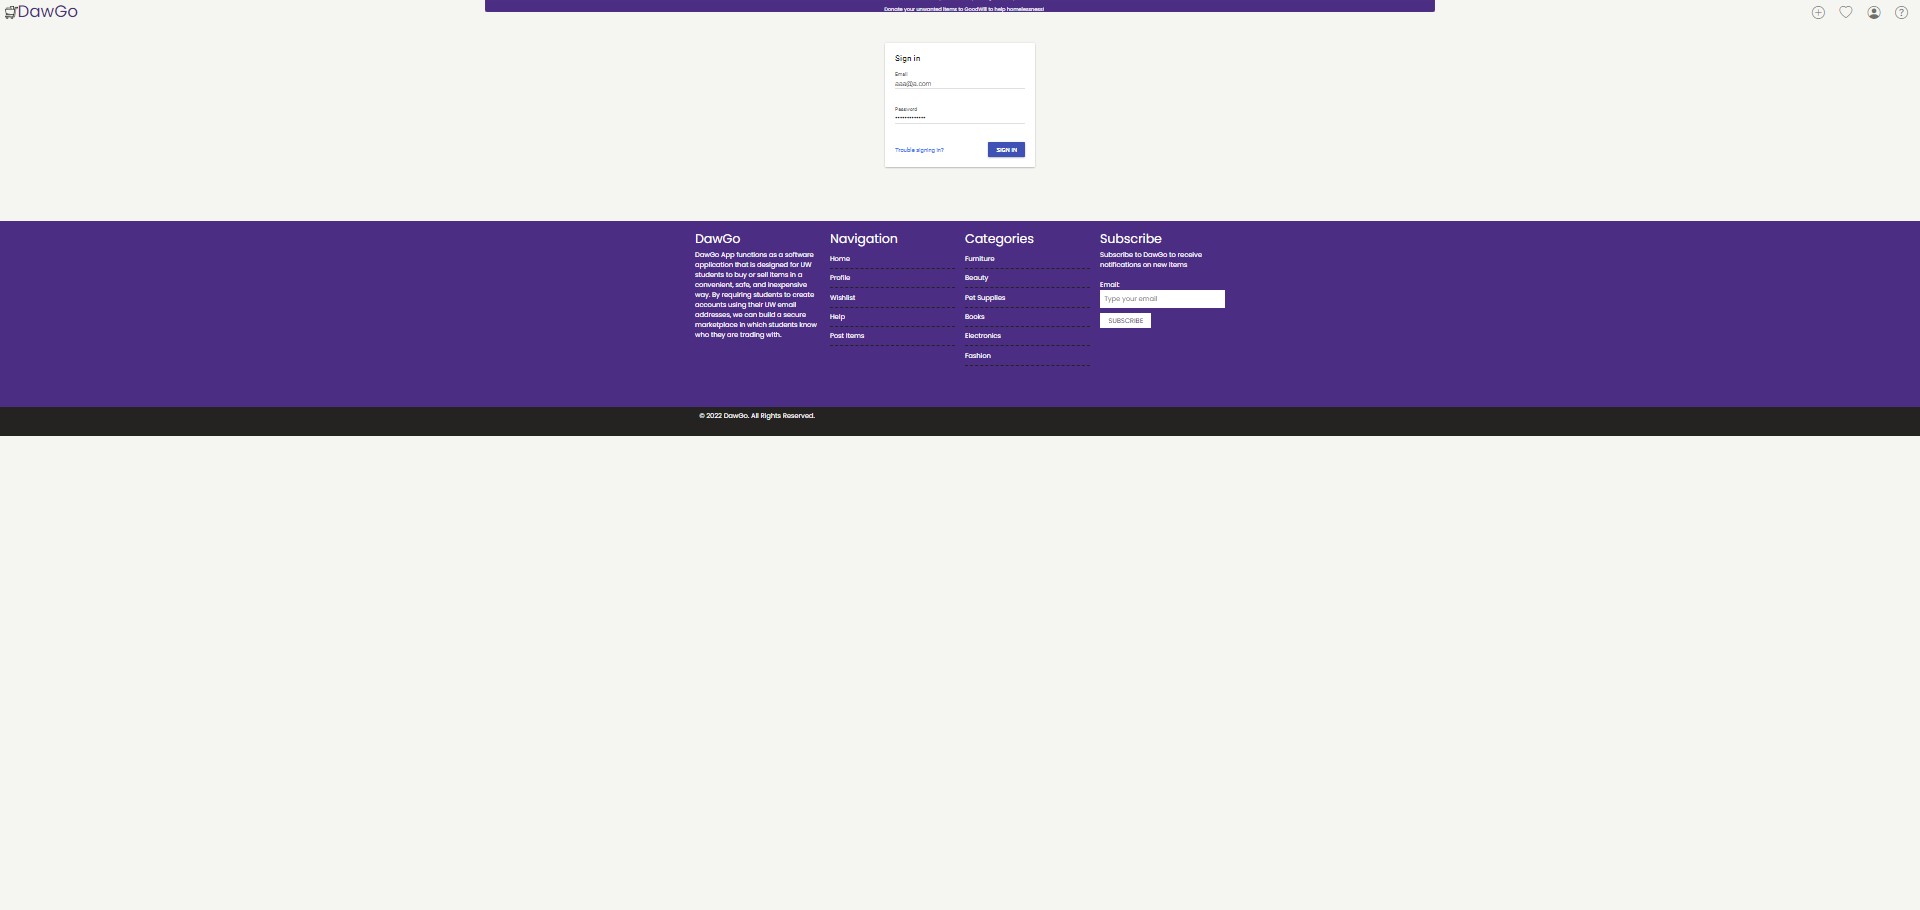 DawGo
Donate your unwanted items to GoodWill to help homelessness!
Sign in
Email
aaa@a.com
Password
Trouble signing in?
SIGN IN
DawGo
DawGo App functions as a software
application that is designed for UW
students to buy or sell items in a
convenient, safe, and inexpensive
way. By requiring students to create
accounts using their UW email
addresses, we can build a secure
marketplace in which students know
who they are trading with.
Navigation
Home
Profile
Wishlist
Help
Post Items
Categories
Furniture
Beauty
Pet Supplies
Books
Electronics
Fashion
Subscribe
Subscribe to DawGo to receive
notifications on new items
Email:
Type your email
SUBSCRIBE
© 2022 DawGo. All Rights Reserved.